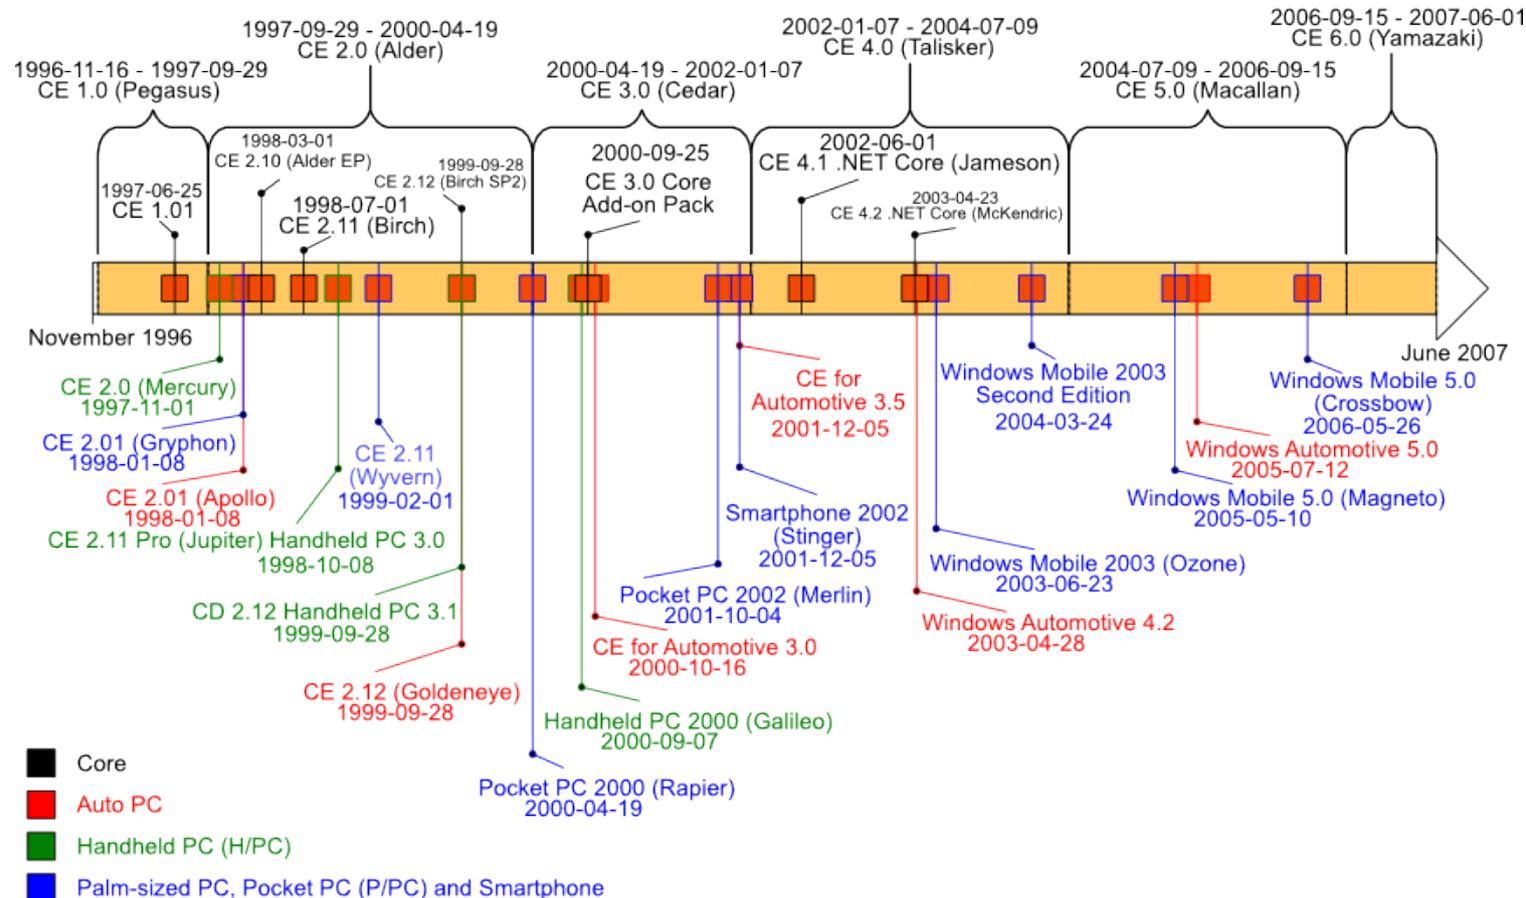 1996-11-16 - 1997-09-29
CE 1.0 (Pegasus)
1997-09-29 - 2000-04-19
CE 2.0 (Alder)
2000-04-19 - 2002-01-07
CE 3.0 (Cedar)
2002-01-07 - 2004-07-09
CE 4.0 (Talisker)
2004-07-09 - 2006-09-15
CE 5.0 (Macallan)
2006-09-15 - 2007-06-01
CE 6.0 (Yamazaki)
1997-06-25
CE 1.01
1998-03-01
CE 2.10 (Alder EP)
1998-07-01
CE 2.11 (Birch)
1999-09-28
CE 2.12 (Birch SP2)
2000-09-25
CE 3.0 Core
Add-on Pack
2002-06-01
CE 4.1 .NET Core (Jameson)
2003-04-23
CE 4.2 .NET Core (McKendric)
November 1996
June 2007
CE 2.0 (Mercury)
1997-11-01
CE 2.01 (Gryphon)
1998-01-08
CE 2.01 (Apollo)
1998-01-08
CE 2.11 Pro (Jupiter) Handheld PC 3.0
1998-10-08
CE 2.11
(Wyvern)
1999-02-01
CD 2.12 Handheld PC 3.1
1999-09-28
CE 2.12 (Goldeneye)
1999-09-28
Pocket PC 2000 (Rapier)
2000-04-19
Handheld PC 2000 (Galileo)
2000-09-07
CE for Automotive 3.0
2000-10-16
Pocket PC 2002 (Merlin)
2001-10-04
Smartphone 2002
(Stinger)
2001-12-05
CE for
Automotive 3.5
2001-12-05
Windows Automotive 4.2
2003-04-28
Windows Mobile 2003 (Ozone)
2003-06-23
Windows Mobile 2003
Second Edition
2004-03-24
Windows Mobile 5.0 (Magneto)
2005-05-10
Windows Automotive 5.0
2005-07-12
Windows Mobile 5.0
(Crossbow)
2006-05-26
Core
Auto PC
Handheld PC (H/PC)
Palm-sized PC, Pocket PC (P/PC) and Smartphone